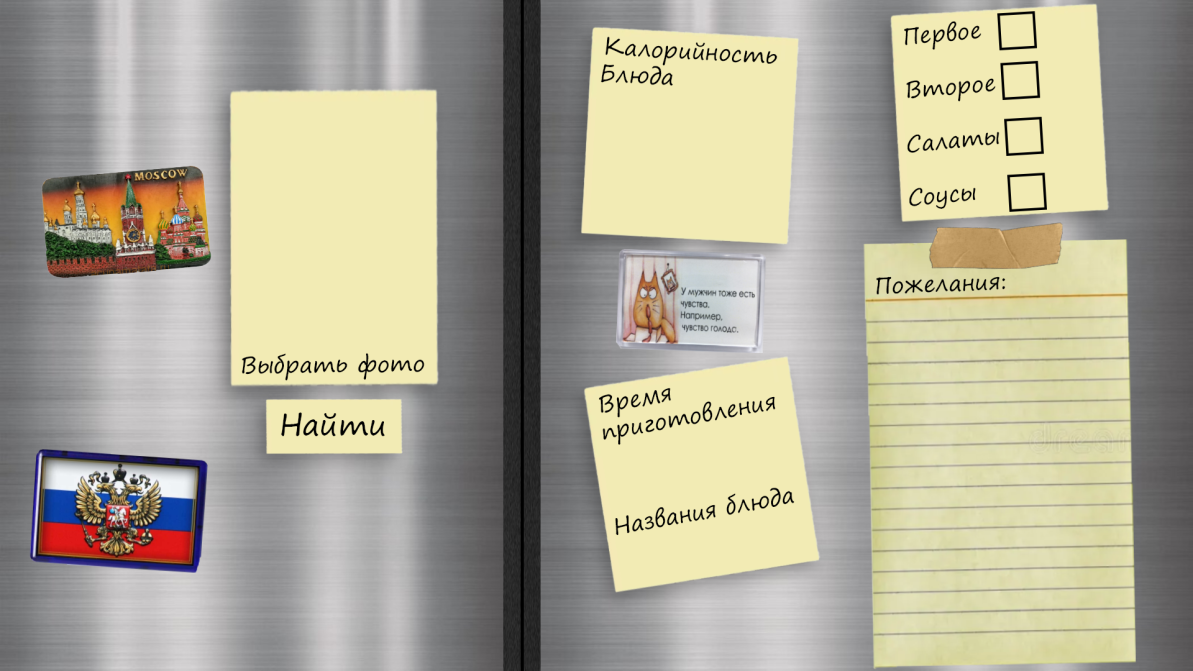 MOSCOW
Выбрать фото
Найти
Калорийность
Блюда
У мужчин тоже есть
чувства.
Например,
чувство голода.
Время
приготовления
Названия блюда
Первое
Второе
Салаты
Соусы
Пожелания: